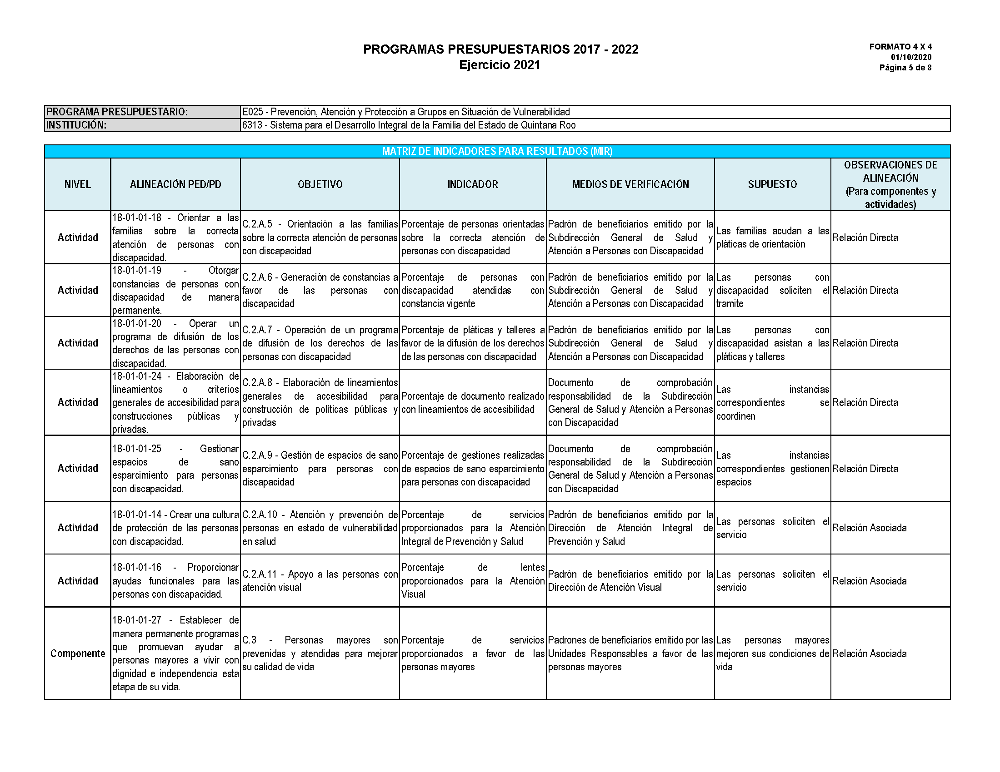 PROGRAMAS PRESUPUESTARIOS 2017 - 2022
Ejercicio 2021
FORMATO 4 X 4
01/10/2020
Página 5 de 8
PROGRAMA PRESUPUESTARIO:
E025 - Prevención, Atención y Protección a Grupos en Situación de Vulnerabilidad
INSTITUCIÓN:
6313 - Sistema para el Desarrollo Integral de la Familia del Estado de Quintana Roo
MATRIZ DE INDICADORES PARA RESULTADOS (MIR)
NIVEL
ALINEACIÓN PED/PD
OBJETIVO
INDICADOR
MEDIOS DE VERIFICACIÓN
SUPUESTO
OBSERVACIONES DE
ALINEACIÓN
(Para componentes y
actividades)
Actividad
18-01-01-18 - Orientar a las
familias sobre la correcta
atención de personas con
discapacidad.
C.2.A.5 - Orientación a las familias
sobre la correcta atención de personas
con discapacidad
Porcentaje de personas orientadas
sobre la correcta atención de
personas con discapacidad
Padrón de beneficiarios emitido por la
Subdirección General de Salud y
Atención a Personas con Discapacidad
Las familias acudan a las
pláticas de orientación
Relación Directa
Actividad
18-01-01-19 - Otorgar
constancias de personas con
discapacidad de manera
permanente.
C.2.A.6 - Generación de constancias a
favor de las personas con
discapacidad
Porcentaje de personas con
discapacidad atendidas con
constancia vigente
Padrón de beneficiarios emitido por la
Subdirección General de Salud y
Atención a Personas con Discapacidad
Las personas con
discapacidad soliciten el
tramite
Relación Directa
Actividad
18-01-01-20 - Operar un
programa de difusión de los
derechos de las personas con
discapacidad.
C.2.A.7 - Operación de un programa
de difusión de los derechos de las
personas con discapacidad
Porcentaje de pláticas y talleres a
favor de la difusión de los derechos
de las personas con discapacidad
Padrón de beneficiarios emitido por la
Subdirección General de Salud y
Atención a Personas con Discapacidad
Las personas con
discapacidad asistan a las
pláticas y talleres
Relación Directa
Actividad
18-01-01-24 - Elaboración de
lineamientos o criterios
generales de accesibilidad para
construcciones públicas y
privadas.
C.2.A.8 - Elaboración de lineamientos
generales de accesibilidad para
construcción de políticas públicas y
privadas
Porcentaje de documento realizado
con lineamientos de accesibilidad
Documento de comprobación
responsabilidad de la Subdirección
General de Salud y Atención a Personas
con Discapacidad
Las instancias
correspondientes se
coordinen
Relación Directa
Actividad
18-01-01-25 - Gestionar
espacios de sano
esparcimiento para personas
con discapacidad.
C.2.A.9 - Gestión de espacios de sano
esparcimiento para personas con
discapacidad
Porcentaje de gestiones realizadas
de espacios de sano esparcimiento
para personas con discapacidad
Documento de comprobación
responsabilidad de la Subdirección
General de Salud y Atención a Personas
con Discapacidad
Las instancias
correspondientes gestionen
espacios
Relación Directa
Actividad
18-01-01-14 - Crear una cultura
de protección de las personas
con discapacidad.
C.2.A.10 - Atención y prevención de
personas en estado de vulnerabilidad
en salud
Porcentaje de servicios
proporcionados para la Atención
Integral de Prevención y Salud
Padrón de beneficiarios emitido por la
Dirección de Atención Integral de
Prevención y Salud
Las personas soliciten el
servicio
Relación Asociada
Actividad
18-01-01-16 - Proporcionar
ayudas funcionales para las
personas con discapacidad.
C.2.A.11 - Apoyo a las personas con
atención visual
Porcentaje de lentes
proporcionados para la Atención
Visual
Padrón de beneficiarios emitido por la
Dirección de Atención Visual
Las personas soliciten el
servicio
Relación Asociada
Componente
18-01-01-27 - Establecer de
manera permanente programas
que promuevan ayudar a
personas mayores a vivir con
dignidad e independencia esta
etapa de su vida.
C.3 - Personas mayores son
prevenidas y atendidas para mejorar
su calidad de vida
Porcentaje de servicios
proporcionados a favor de las
personas mayores
Padrones de beneficiarios emitido por las
Unidades Responsables a favor de las
personas mayores
Las personas mayores
mejoren sus condiciones de
vida
Relación Asociada